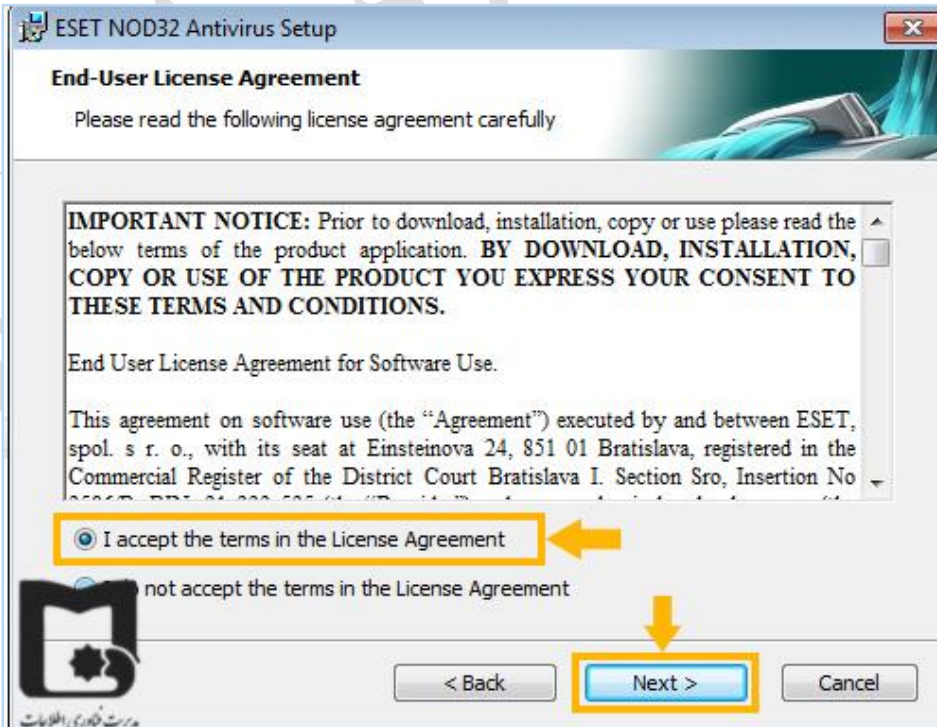 ESET NOD32 Antivirus Setup
End-User License Agreement
Please read the following license agreement carefully
IMPORTANT NOTICE: Prior to download, installation, copy or use please read the
below terms of the product application. BY DOWNLOAD, INSTALLATION,
COPY OR USE OF THE PRODUCT YOU EXPRESS YOUR CONSENT TO
THESE TERMS AND CONDITIONS.
End User License Agreement for Software Use.
This agreement on software use (the “Agreement”) executed by and between ESET,
spol. s r. o., with its seat at Einsteinova 24, 851 01 Bratislava, registered in the
Commercial Register of the District Court Bratislava I. Section Sro, Insertion No
I accept the terms in the License Agreement
not accept the terms in the License Agreement
< Back
Next >
Cancel
مدیریت فناوری اطلاعات